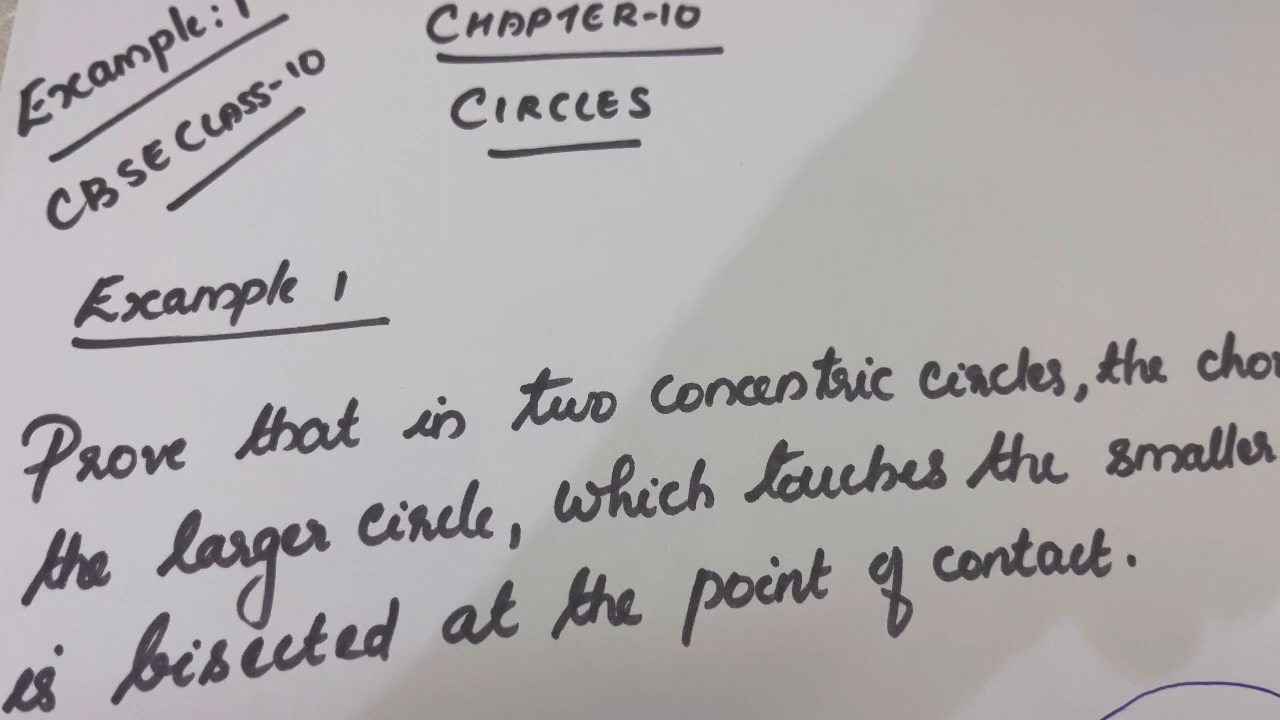 Example: 1
CBSE CLASS-10
CHAPTER-10
CIRCLES
Example 1
Prove that in two concentric circles, the
the larger circle, which touches the smaller
is bisected at the point of contact.